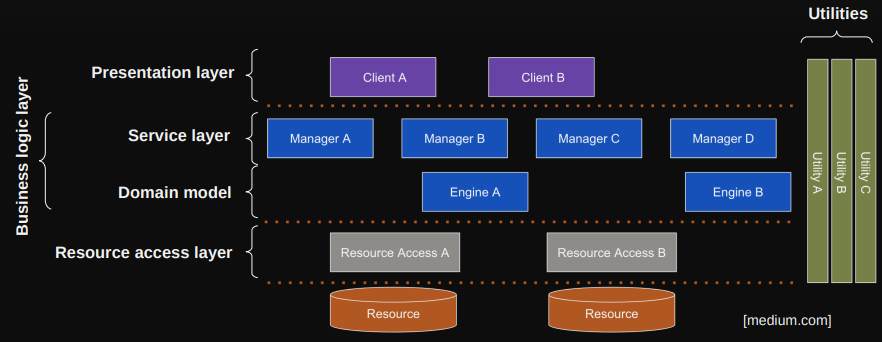 Utilities
Presentation layer
Client A
Client B
Business logic layer
Service layer
Manager A
Manager B
Manager C
Manager D
Domain model
Engine A
Engine B
Utility A
Utility B
Utility C
Resource access layer
Resource Access A
Resource Access B
Resource
Resource
[medium.com]